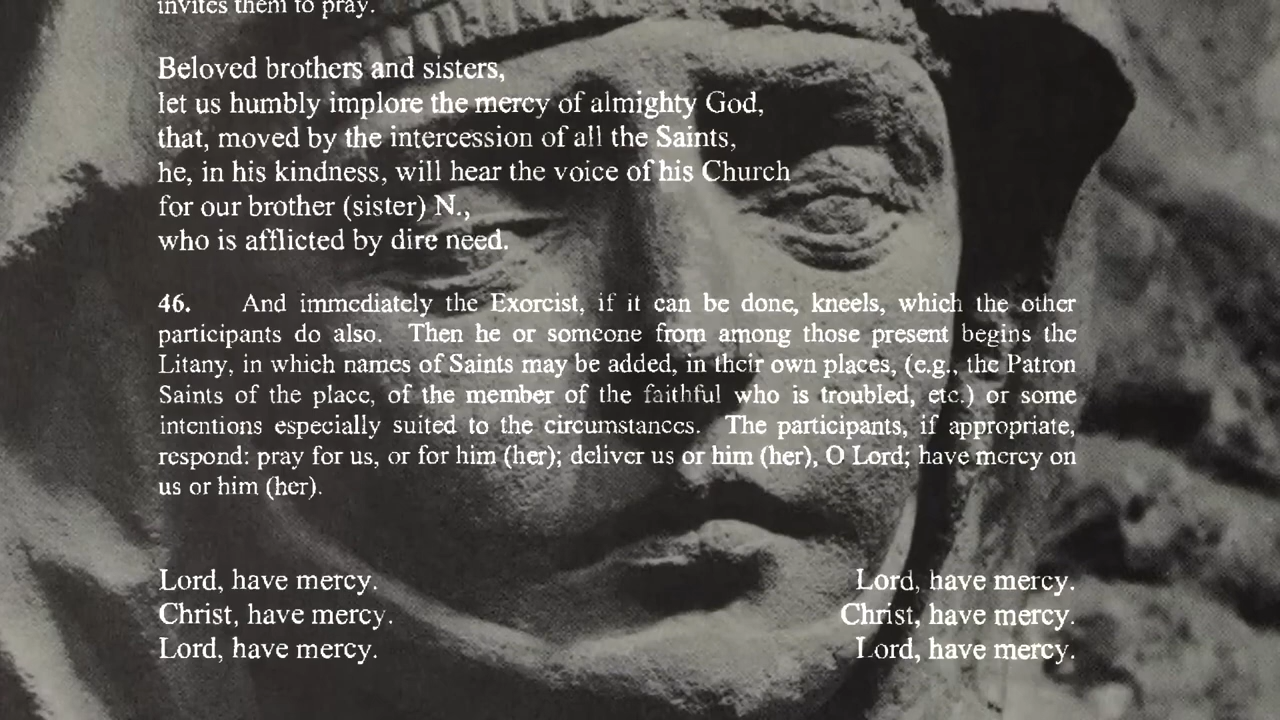 invites them to pray.
Beloved brothers and sisters,
let us humbly implore the mercy of almighty God,
that, moved by the intercession of all the Saints,
he, in his kindness, will hear the voice of his Church
for our brother (sister) N.,
who is afflicted by dire need.
46. And immediately the Exorcist, if it can be done, kneels, which the other
participants do also. Then he or someone from among those present begins the
Litany, in which names of Saints may be added, in their own places, (e.g., the Patron
Saints of the place, of the member of the faithful who is troubled, etc.) or some
intentions especially suited to the circumstances. The participants, if appropriate,
respond: pray for us, or for him (her); deliver us or him (her), O Lord; have mercy on
us or him (her).
Lord, have mercy. Lord, have mercy.
Christ, have mercy. Christ, have mercy.
Lord, have mercy. Lord, have mercy.